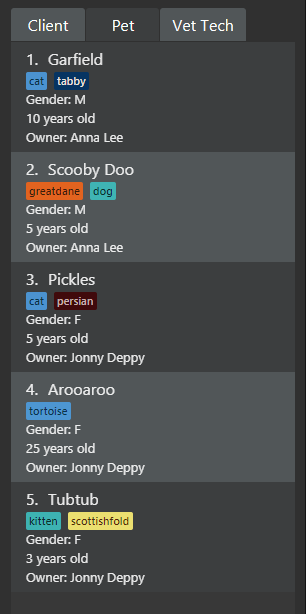 Client Pet Vet Tech
1. Garfield
cat tabby
Gender: M
10 years old
Owner: Anna Lee
2. Scooby Doo
greatdane dog
Gender: M
5 years old
Owner: Anna Lee
3. Pickles
cat persian
Gender: F
5 years old
Owner: Jonny Deppy
4. Arooaroo
tortoise
Gender: F
25 years old
Owner: Jonny Deppy
5. Tubtub
kitten scottishfold
Gender: F
3 years old
Owner: Jonny Deppy